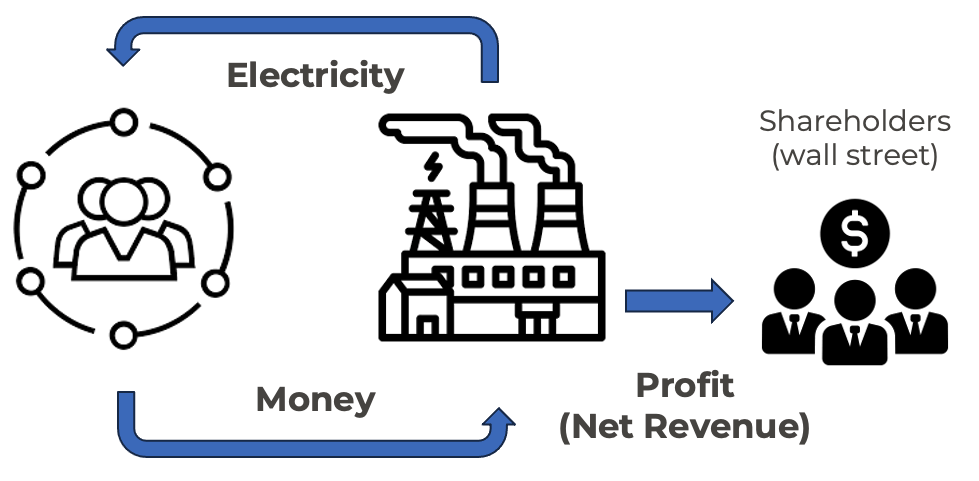 Electricity
Shareholders
(wall street)
$
Money
Profit
(Net Revenue)